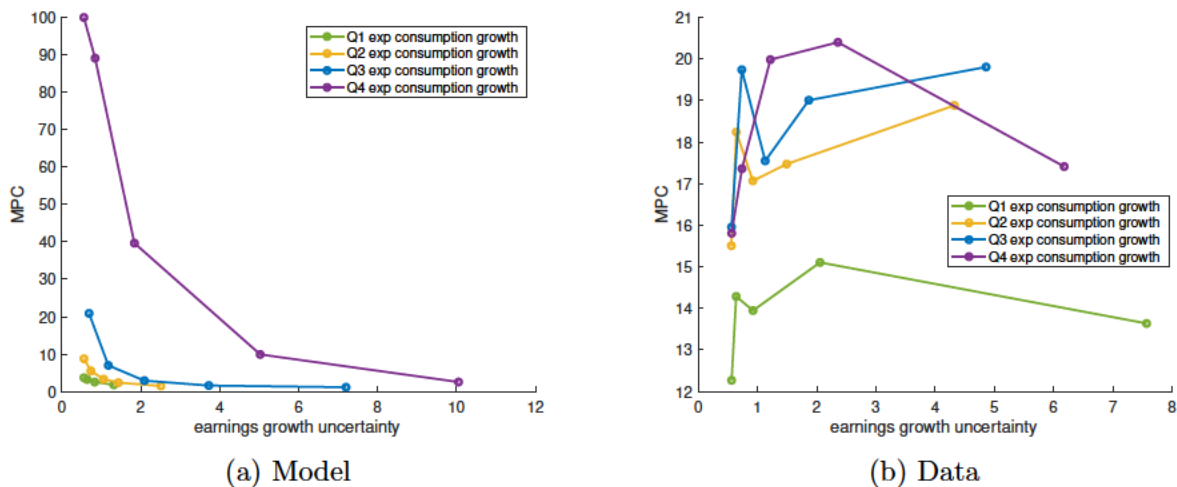 100
90
80
70
60
50
40
30
20
10
0
MPC
Q1 exp consumption growth
Q2 exp consumption growth
Q3 exp consumption growth
Q4 exp consumption growth
0 2 4 6 8 10 12
earnings growth uncertainty
(a) Model
21
20
19
18
17
16
15
14
13
12
MPC
Q1 exp consumption growth
Q2 exp consumption growth
Q3 exp consumption growth
Q4 exp consumption growth
0 1 2 3 4 5 6 7 8
earnings growth uncertainty
(b) Data